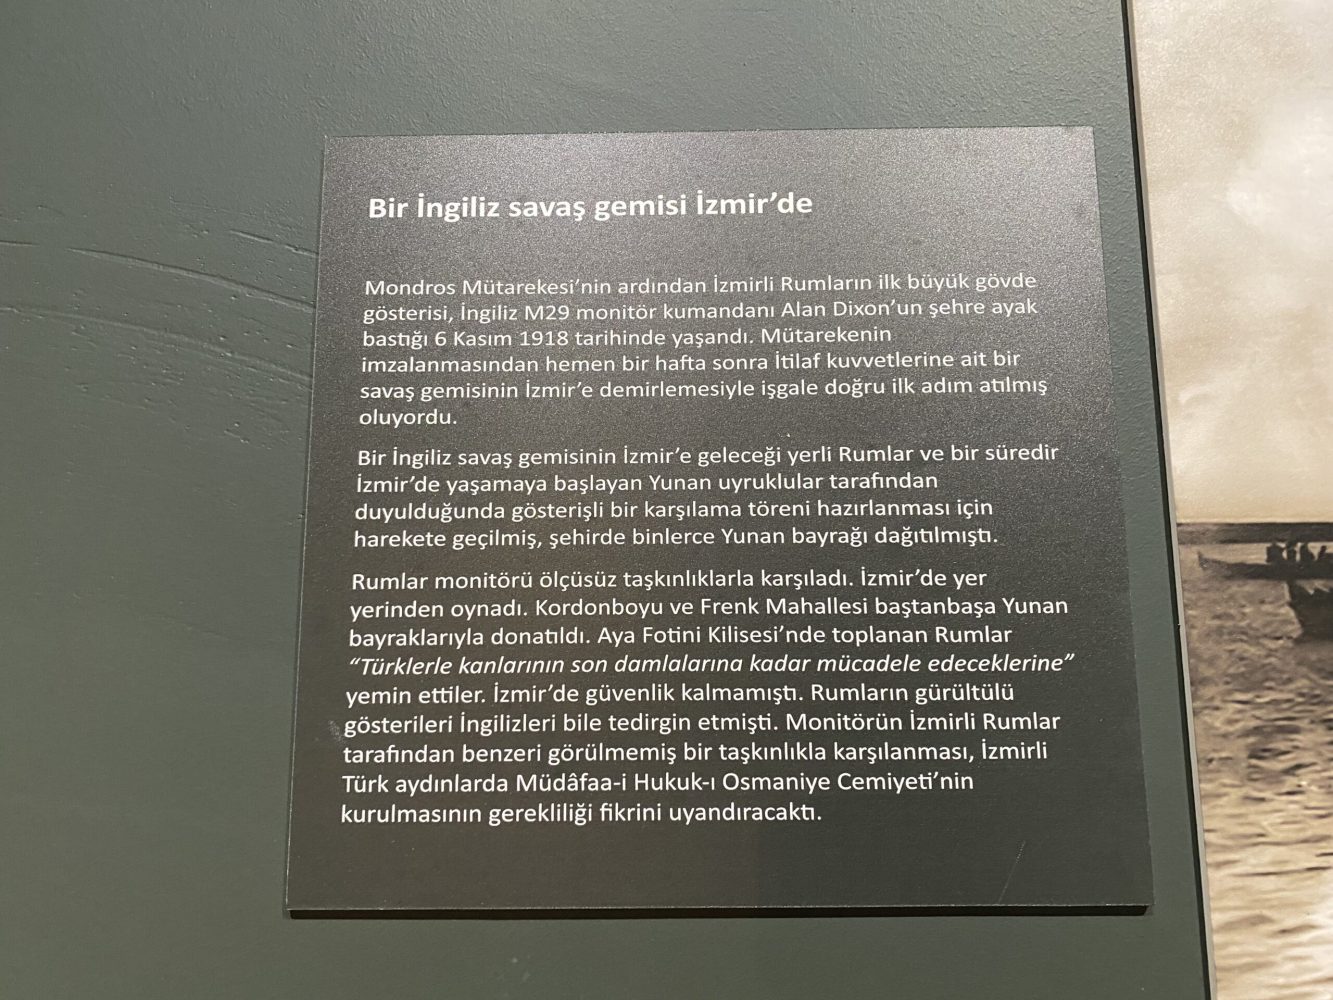 Bir İngiliz savaş gemisi İzmir’de
Mondros Mütarekesi’nin ardından İzmirli Rumların ilk büyük gövde
gösterisi, İngiliz M29 monitör kumandanı Alan Dixon’un şehre ayak
bastığı 6 Kasım 1918 tarihinde yaşandı. Mütarekenin
imzalanmasından hemen bir hafta sonra İtilaf kuvvetlerine ait bir
savaş gemisinin İzmir’e demirlemesiyle işgale doğru ilk adım atılmış
oluyordu.
Bir İngiliz savaş gemisinin İzmir’e geleceği yerli Rumlar ve bir süredir
İzmir’de yaşamaya başlayan Yunan uyruklular tarafından
duyulduğunda gösterişli bir karşılama töreni hazırlanması için
harekete geçilmiş, şehirde binlerce Yunan bayrağı dağıtılmıştı.
Rumlar monitörü ölçüsüz taşkınlıklarla karşıladı. İzmir’de yer
yerinden oynadı. Kordonboyu ve Frenk Mahallesi baştanbaşa Yunan
bayraklarıyla donatıldı. Aya Fotini Kilisesi’nde toplanan Rumlar
“Türklerle kanlarının son damlalarına kadar mücadele edeceklerine”
yemin ettiler. İzmir’de güvenlik kalmamıştı. Rumların gürültülü
gösterileri İngilizleri bile tedirgin etmişti. Monitörün İzmirli Rumlar
tarafından benzeri görülmemiş bir taşkınlıkla karşılanması, İzmirli
Türk aydınlarda Müdâfaa-i Hukuk-ı Osmaniye Cemiyeti’nin
kurulmasının gerekliliği fikrini uyandıracaktı.